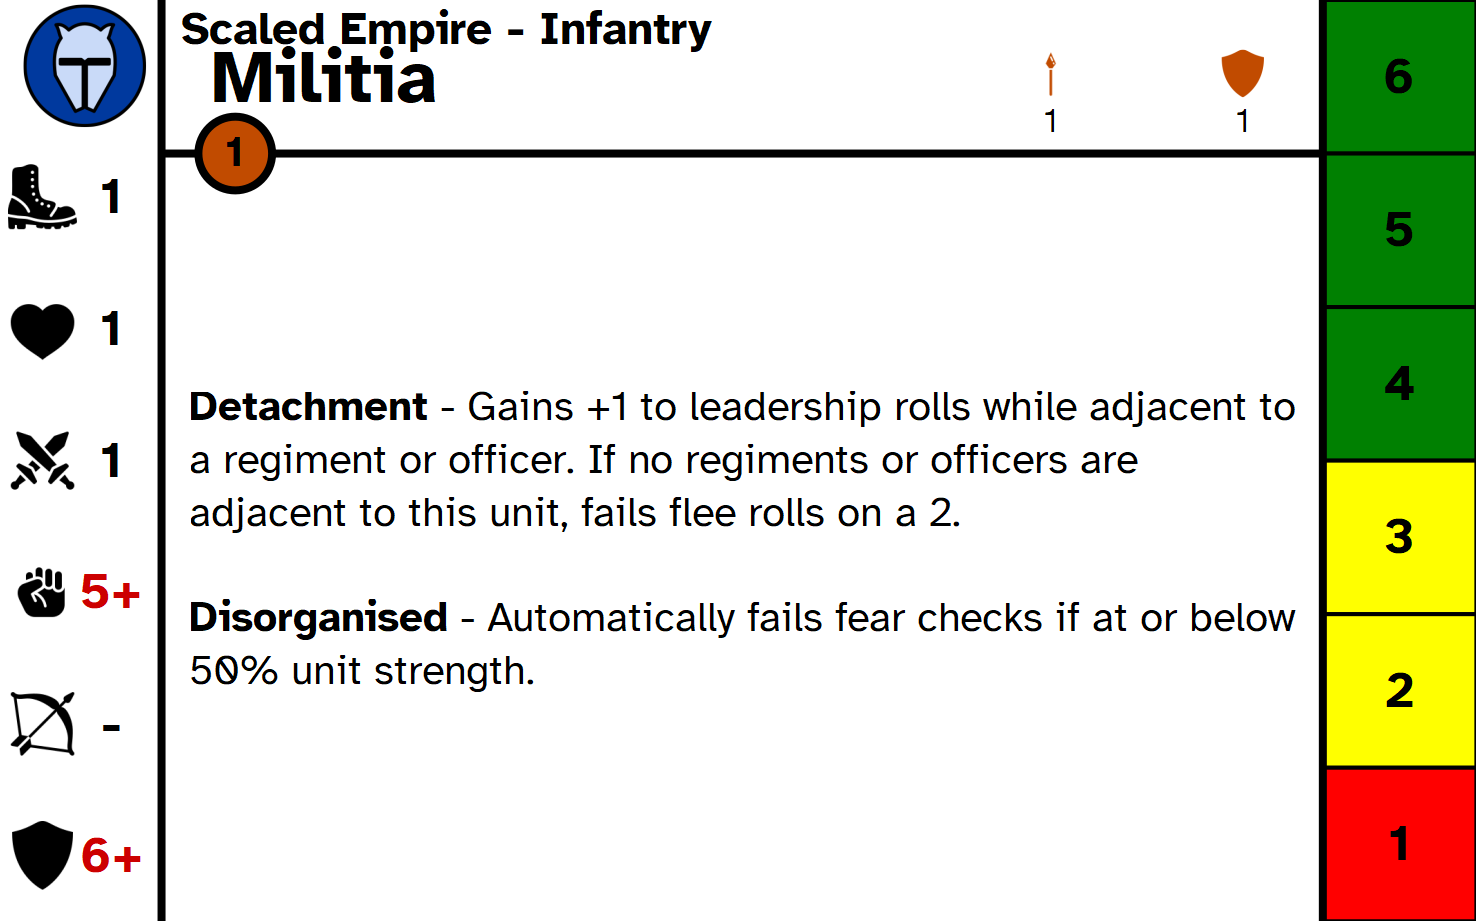 Scaled Empire - Infantry
Militia
1
1
1
1
1
1
5+
-
6+
Detachment - Gains +1 to leadership rolls while adjacent to
a regiment or officer. If no regiments or officers are
adjacent to this unit, fails flee rolls on a 2.
Disorganised - Automatically fails fear checks if at or below
50% unit strength.
6
5
4
3
2
1